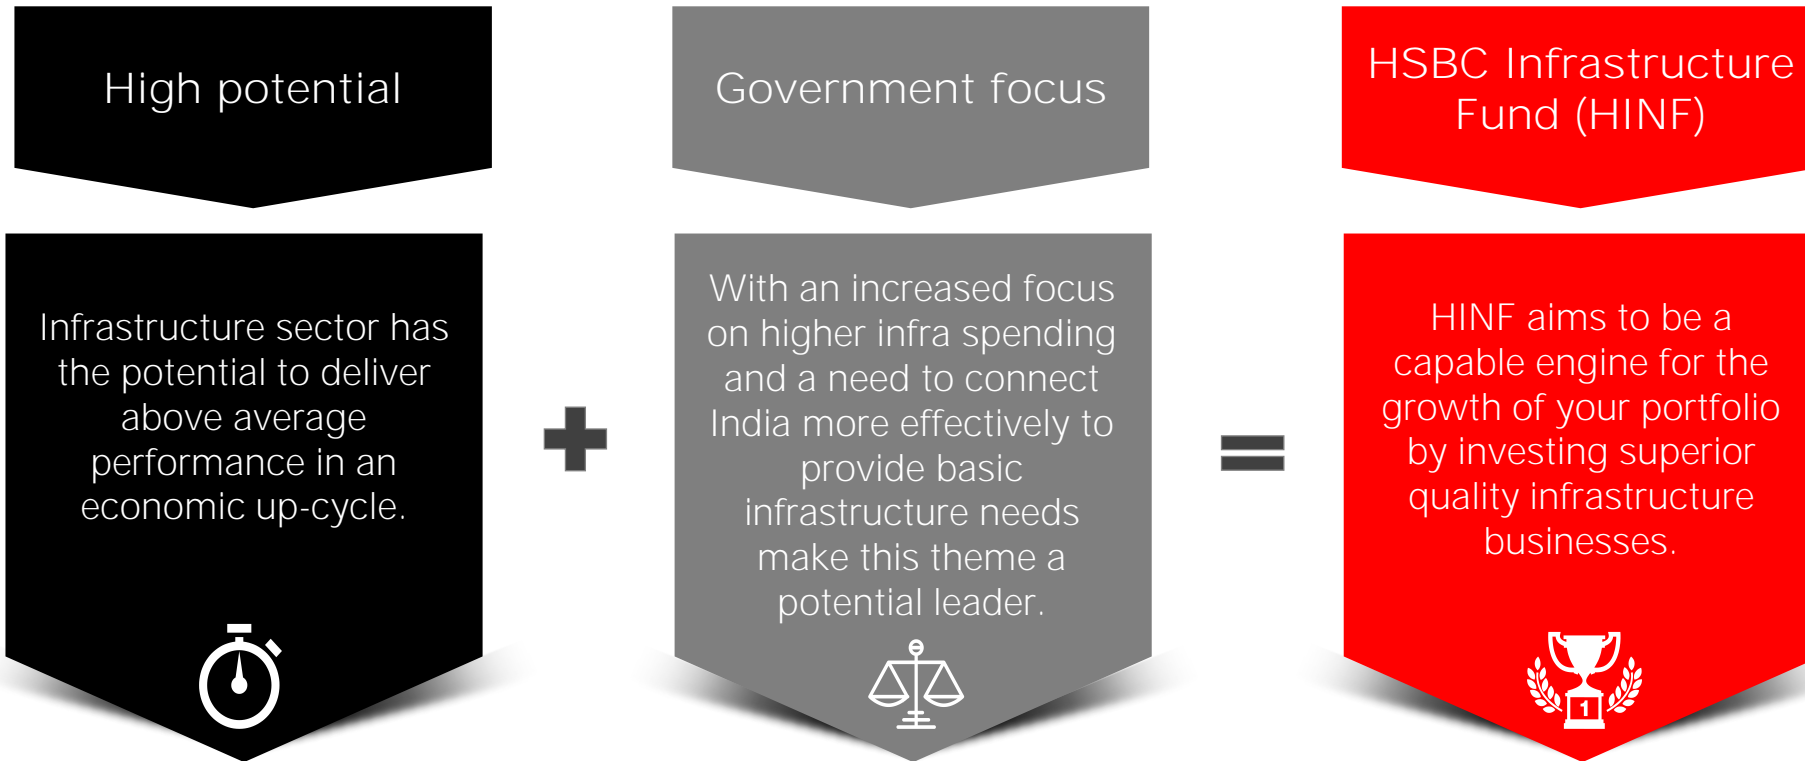 High potential
Infrastructure sector has
the potential to deliver
above average
performance in an
economic up-cycle.
Government focus
With an increased focus
on higher infra spending
and a need to connect
India more effectively to
provide basic
infrastructure needs
make this theme a
potential leader.
HSBC Infrastructure
Fund (HINF)
HINF aims to be a
capable engine for the
growth of your portfolio
by investing superior
quality infrastructure
businesses.
1